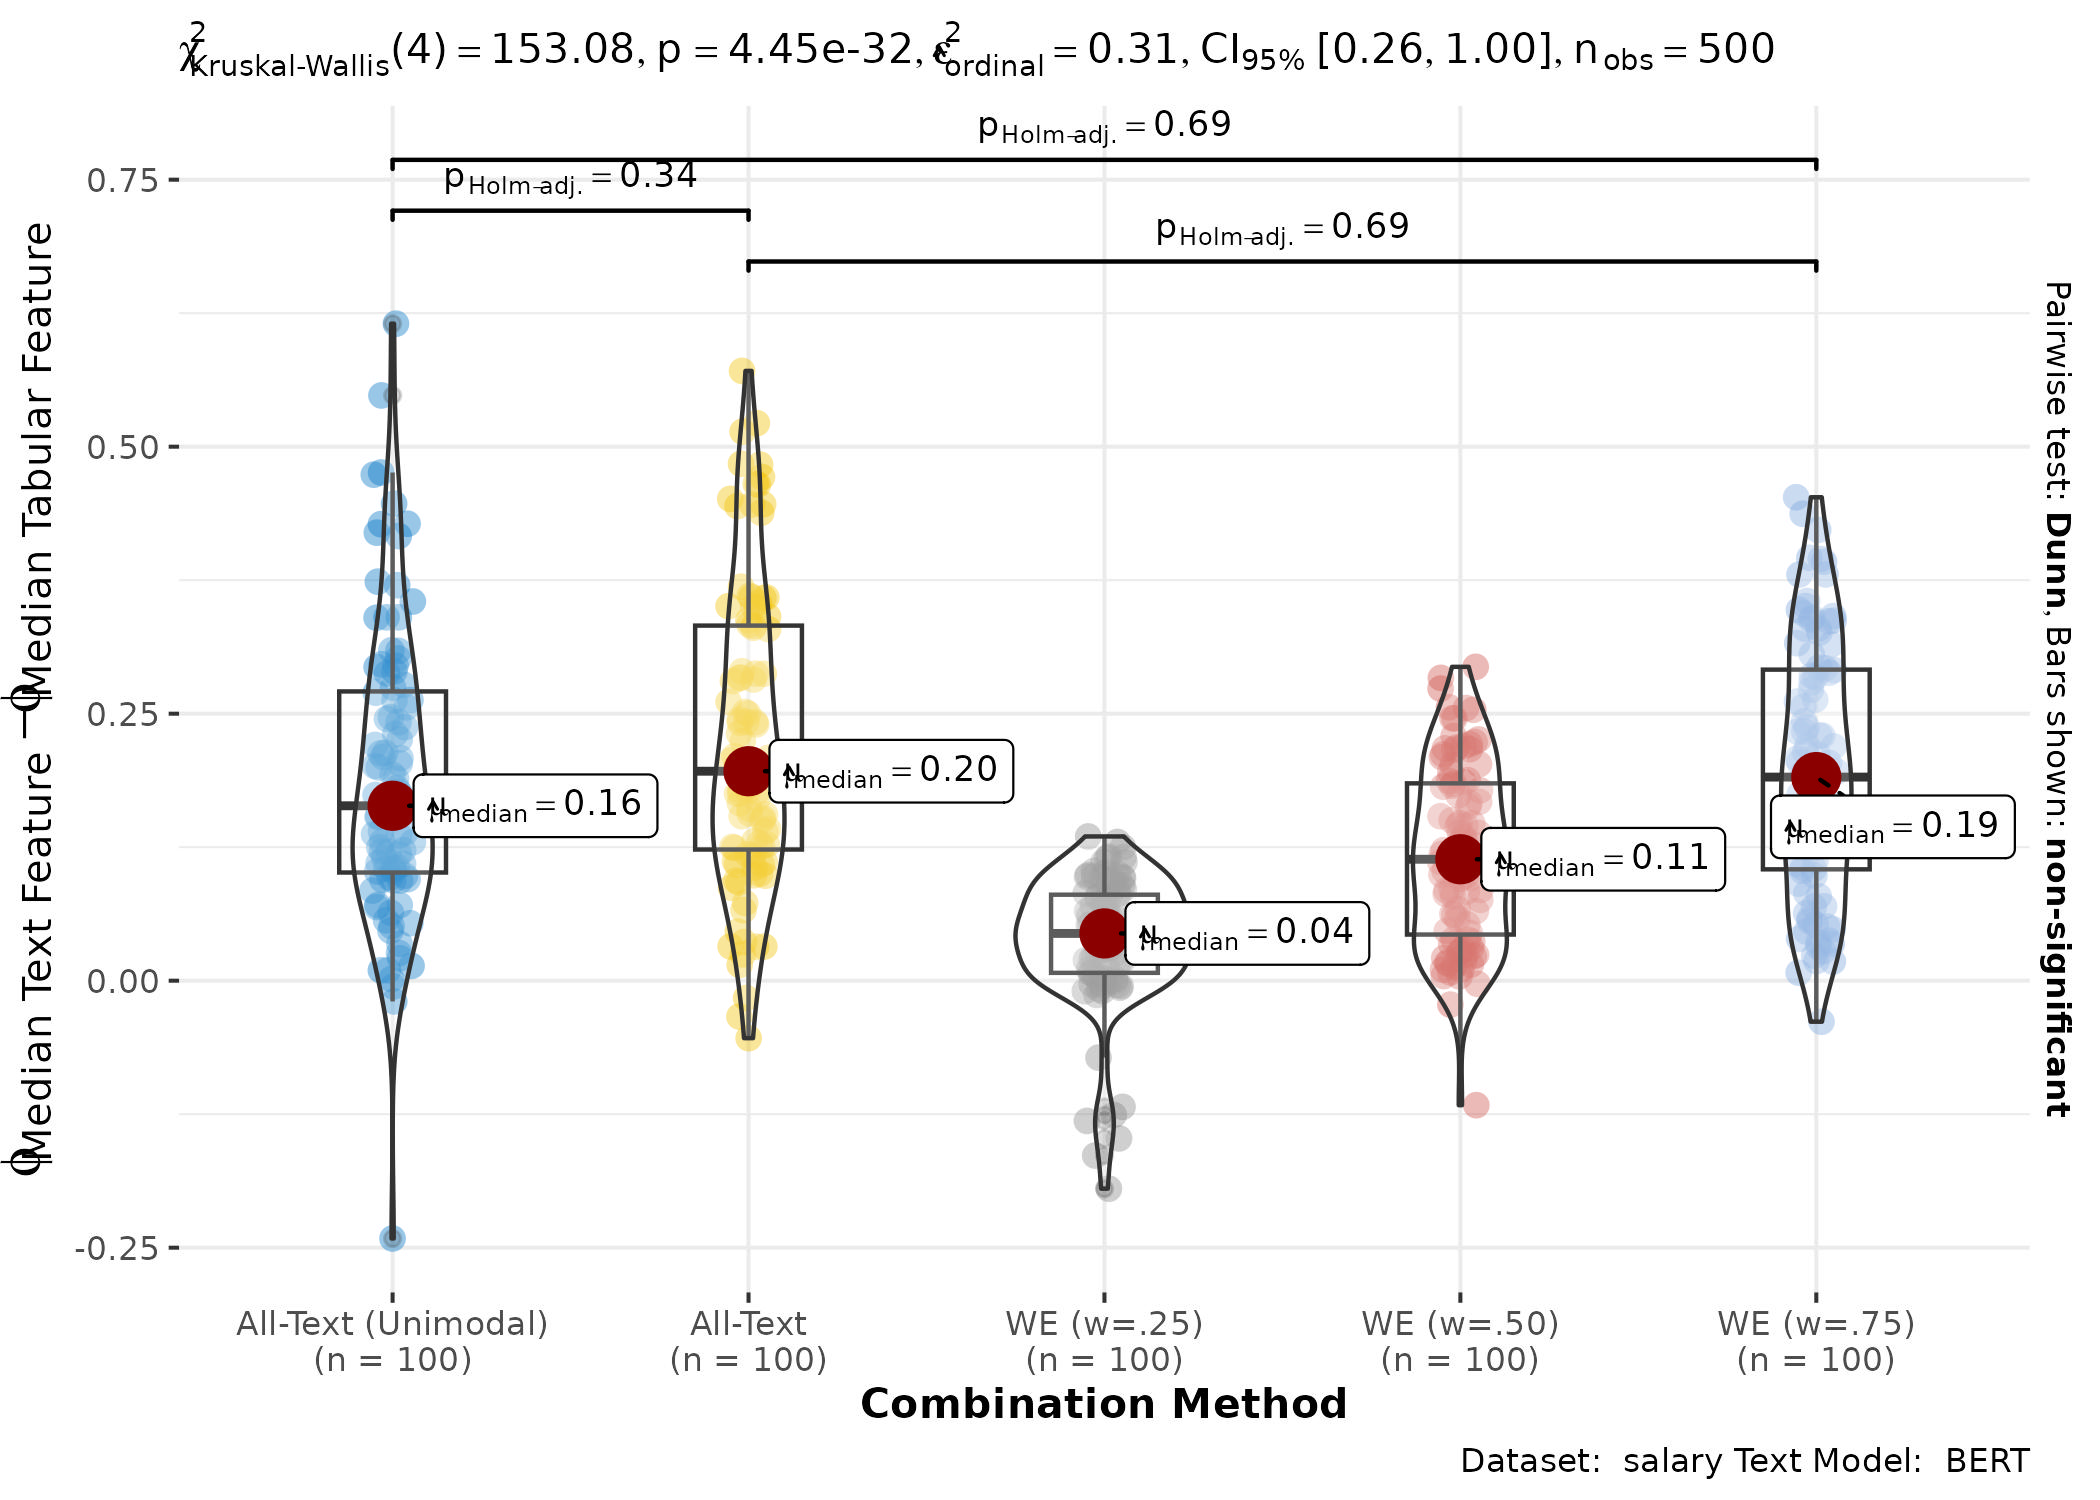 χ²Kruskal-Wallis(4) = 153.08, p = 4.45e-32, ε̂²ordinal = 0.31, CI95% [0.26, 1.00], nobs = 500
pHolm-adj. = 0.69
pHolm-adj. = 0.34
pHolm-adj. = 0.69
0.75
0.50
0.25
0.00
-0.25
ϕMedian Text Feature − ϕMedian Tabular Feature
μ̂median = 0.16
μ̂median = 0.20
μ̂median = 0.04
μ̂median = 0.11
μ̂median = 0.19
Pairwise test: Dunn, Bars shown: non-significant
All-Text (Unimodal)
(n = 100)
All-Text
(n = 100)
WE (w=.25)
(n = 100)
WE (w=.50)
(n = 100)
WE (w=.75)
(n = 100)
Combination Method
Dataset:  salary Text Model:  BERT